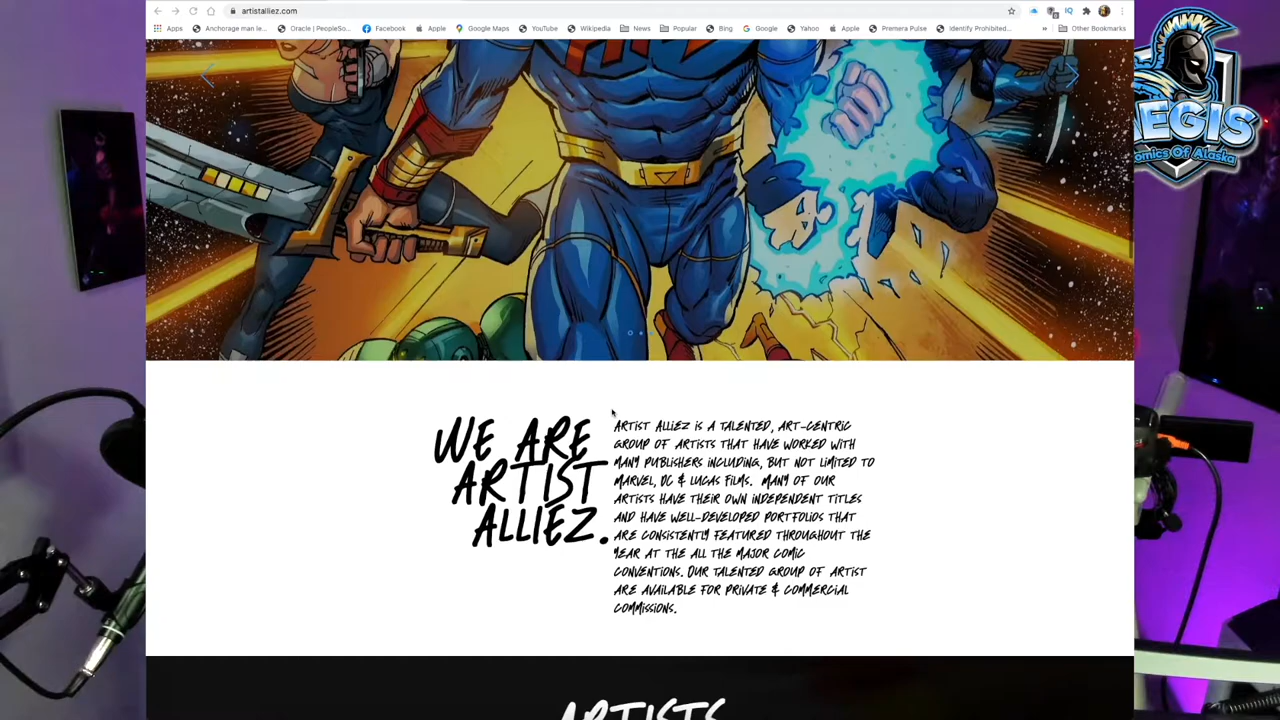 artistalliez.com
Apps Anchorage man le... Oracle | PeopleSo... Facebook Apple Google Maps YouTube Wikipedia News Popular Bing Google Yahoo Apple Premera Pulse Identify Prohibited... » Other Bookmarks
AEGIS
Comics Of Alaska
WE ARE
ARTIST
ALLIEZ.
ARTIST ALLIEZ IS A TALENTED, ART-CENTRIC
GROUP OF ARTISTS THAT HAVE WORKED WITH
MANY PUBLISHERS INCLUDING, BUT NOT LIMITED TO
MARVEL, DC & LUCAS FILMS. MANY OF OUR
ARTISTS HAVE THEIR OWN INDEPENDENT TITLES
AND HAVE WELL-DEVELOPED PORTFOLIOS THAT
ARE CONSISTENTLY FEATURED THROUGHOUT THE
YEAR AT THE ALL THE MAJOR COMIC
CONVENTIONS. OUR TALENTED GROUP OF ARTIST
ARE AVAILABLE FOR PRIVATE & COMMERCIAL
COMMISSIONS.
ARTISTS